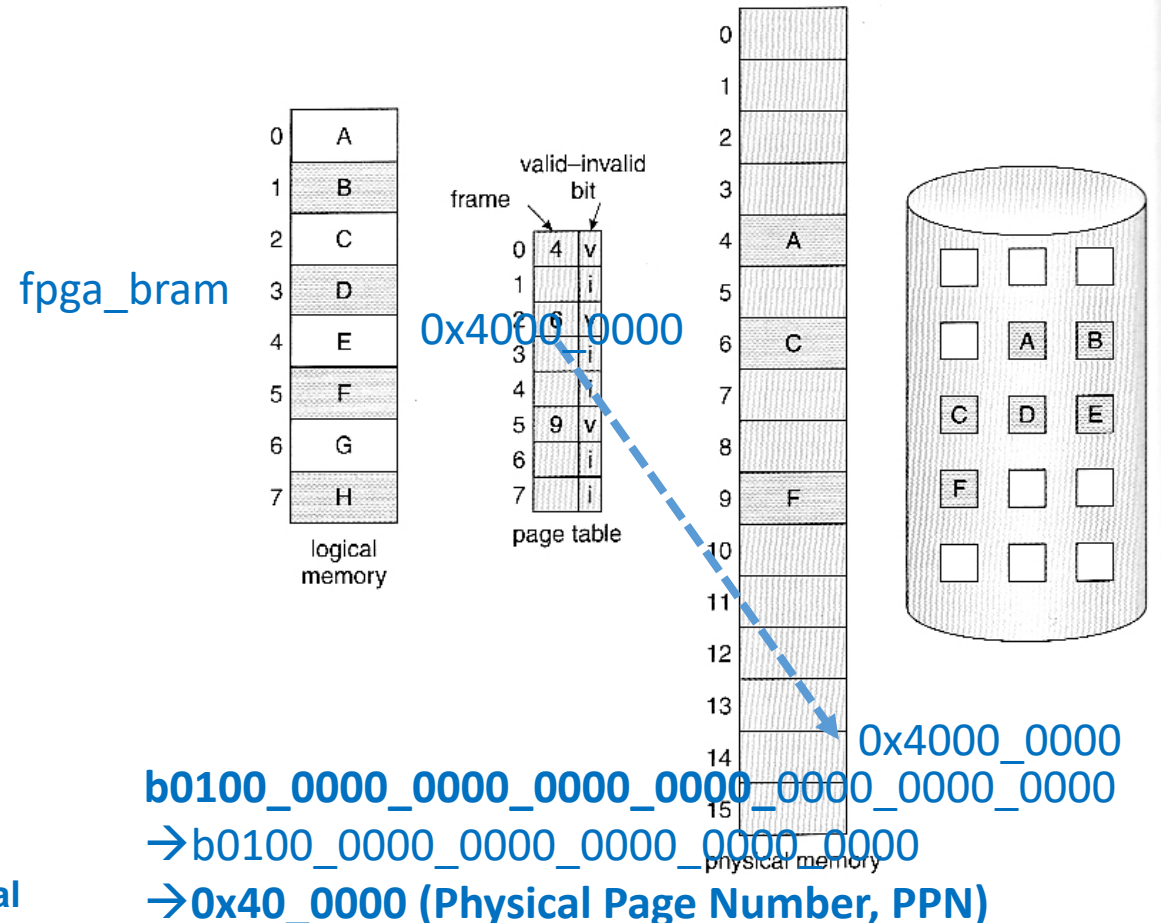 fpga_bram
0 A
1 B
2 C
3 D
4 E
5 F
6 G
7 H
logical
memory
valid–invalid
bit
frame
0 4 v
1 i
2 6 v
3 i
4 i
5 9 v
6 i
7 i
page table
0x4000_0000
0
1
2
3
4 A
5
6 C
7
8
9 F
10
11
12
13
14
15
physical memory
A B
C D E
F
0x4000_0000
b0100_0000_0000_0000_0000_0000_0000_0000
→b0100_0000_0000_0000_0000_0000
→0x40_0000 (Physical Page Number, PPN)
al